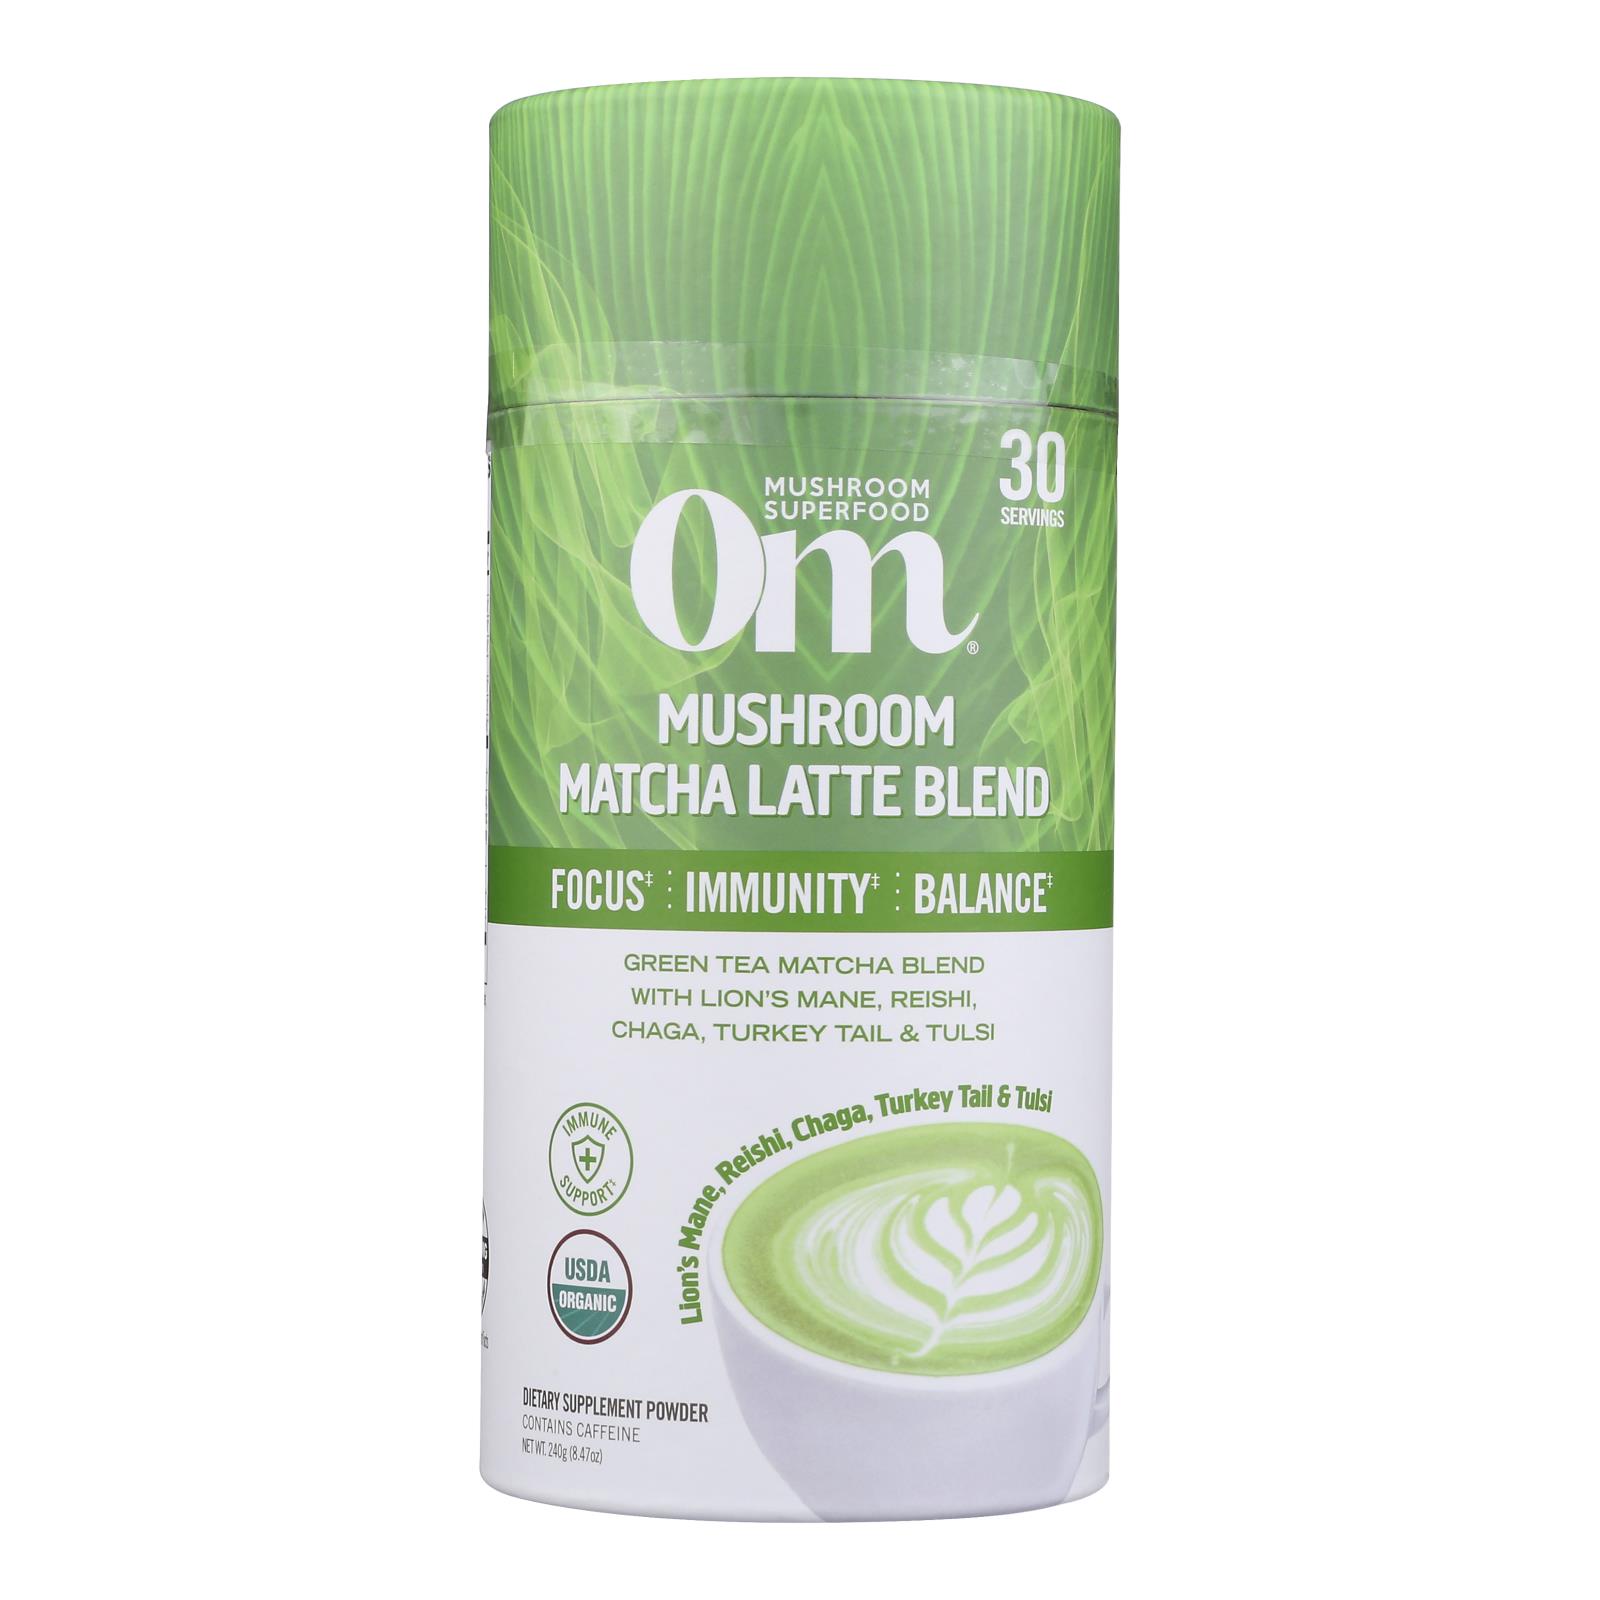 30
SERVINGS
MUSHROOM
SUPERFOOD
Om®
MUSHROOM
MATCHA LATTE BLEND
FOCUS‡ IMMUNITY‡ BALANCE‡
GREEN TEA MATCHA BLEND
WITH LION'S MANE, REISHI,
CHAGA, TURKEY TAIL & TULSI
Lion's Mane, Reishi, Chaga, Turkey Tail & Tulsi
IMMUNE
SUPPORT‡
USDA
ORGANIC
DIETARY SUPPLEMENT POWDER
CONTAINS CAFFEINE
NET WT. 240g (8.47oz)